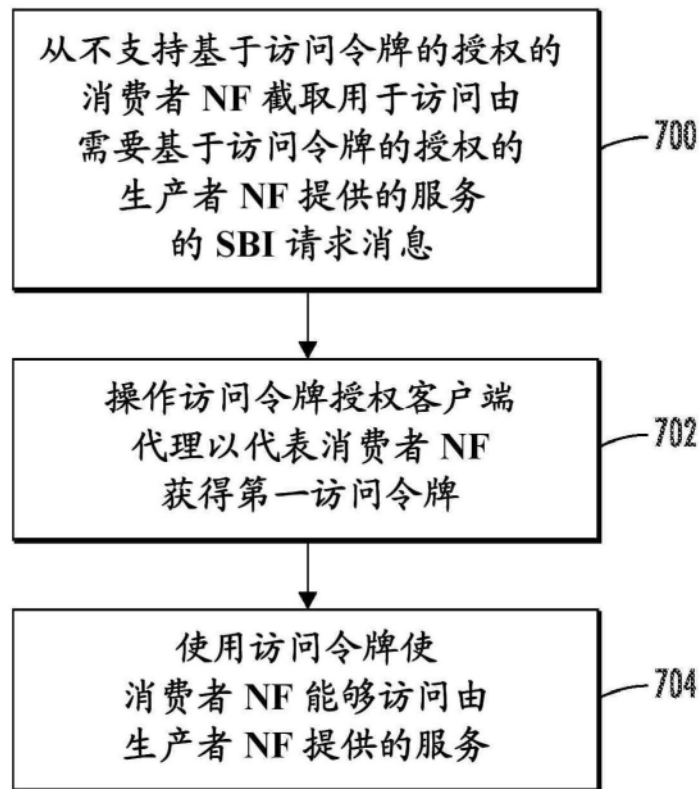 从不支持基于访问令牌的授权的
消费者 NF 截取用于访问由
需要基于访问令牌的授权的
生产者 NF 提供的服务
的 SBI 请求消息
700
操作访问令牌授权客户端
代理以代表消费者 NF
获得第一访问令牌
702
使用访问令牌使
消费者 NF 能够访问由
生产者 NF 提供的服务
704